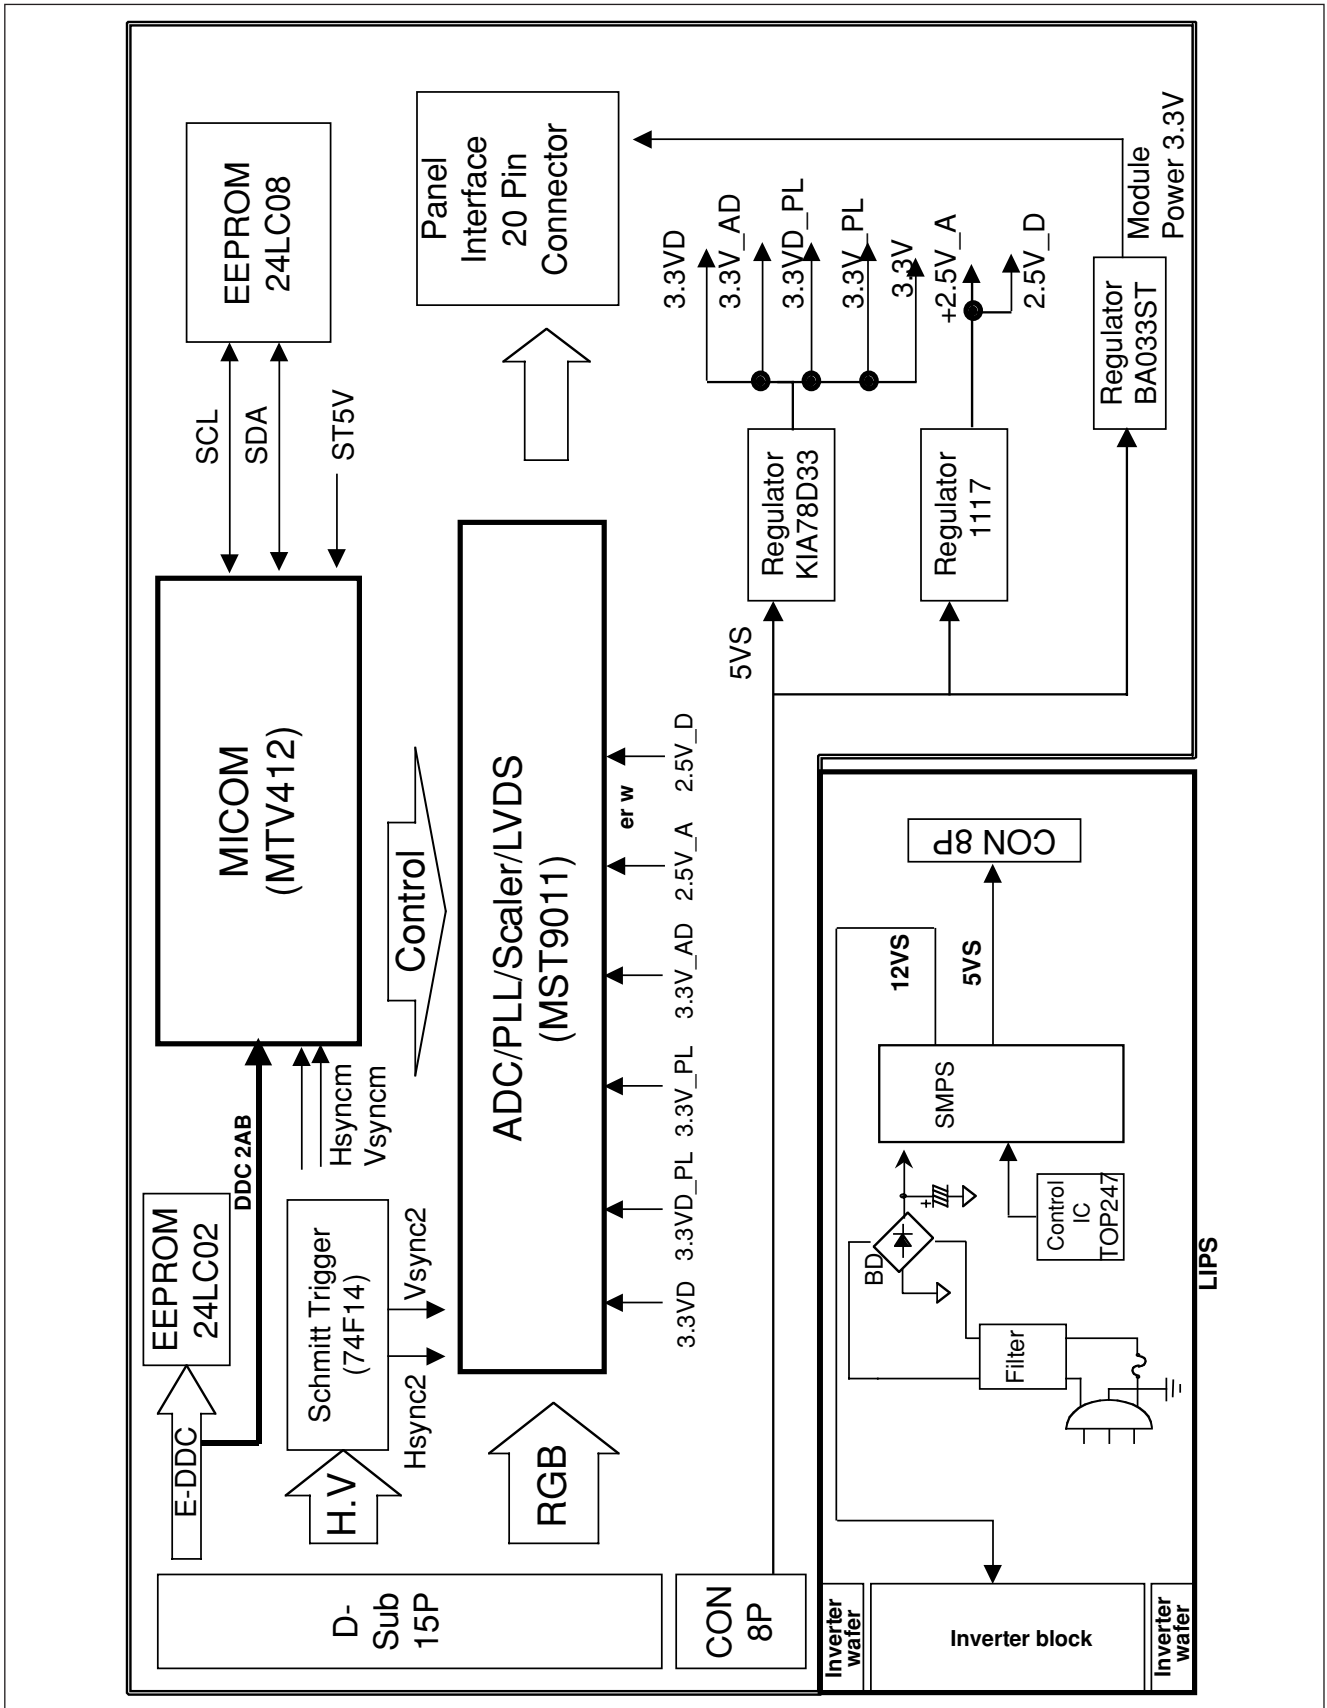 D-
Sub
15P
CON
8P
E-DDC
EEPROM
24LC02
DDC 2AB
H.V
Schmitt Trigger
(74F14)
Hsyncm
Vsyncm
Hsync2
Vsync2
RGB
MICOM
(MTV412)
SCL
SDA
ST5V
EEPROM
24LC08
Control
ADC/PLL/Scaler/LVDS
(MST9011)
er w
3.3VD
3.3VD_PL
3.3V_PL
3.3V_AD
2.5V_A
2.5V_D
Panel
Interface
20 Pin
Connector
5VS
Regulator
KIA78D33
3.3VD
3.3V_AD
3.3VD_PL
3.3V_PL
3.3V
Regulator
1117
+2.5V_A
2.5V_D
Regulator
BA033ST
Module
Power 3.3V
Inverter
wafer
Inverter block
Inverter
wafer
Filter
BD
+
Control
IC
TOP247
SMPS
12VS
5VS
CON 8P
LIPS